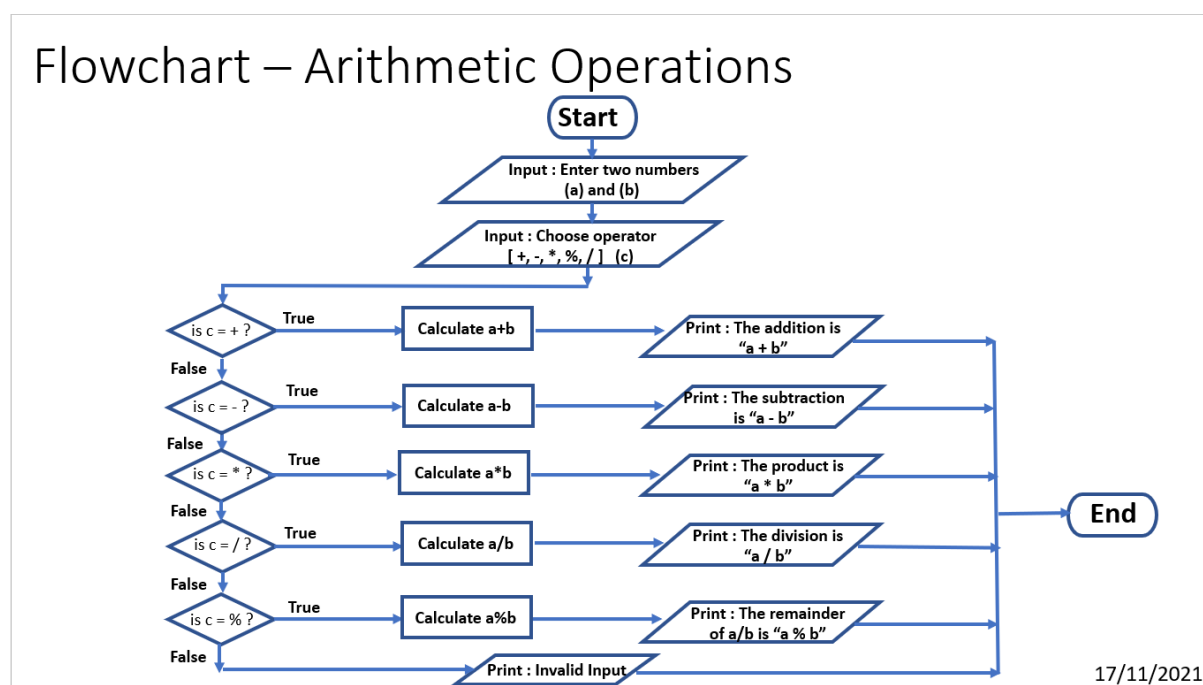 Flowchart – Arithmetic Operations
Start
Input : Enter two numbers
(a) and (b)
Input : Choose operator
[ +, -, *, %, / ] (c)
is c = + ?
True
Calculate a+b
Print : The addition is
“a + b”
False
is c = - ?
True
Calculate a-b
Print : The subtraction
is “a - b”
False
is c = * ?
True
Calculate a*b
Print : The product is
“a * b”
False
is c = / ?
True
Calculate a/b
Print : The division is
“a / b”
False
is c = % ?
True
Calculate a%b
Print : The remainder
of a/b is “a % b”
False
Print : Invalid Input
End
17/11/2021